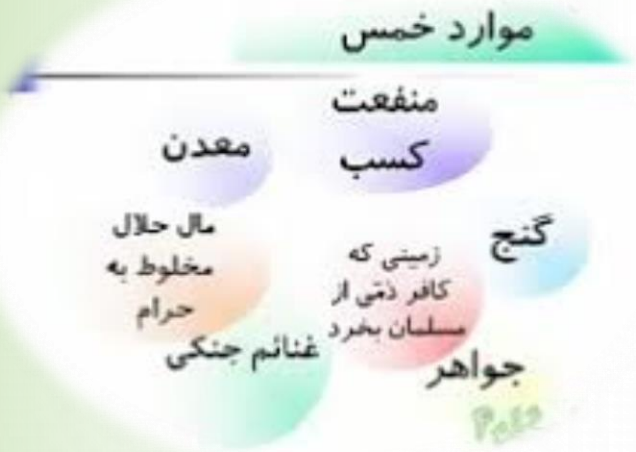 موارد خمس
منفعت
کسب
معدن
گنج
زمینی که
کافر ذمّی از
مسلمان بخرد
مال حلال
مخلوط به
حرام
جواهر
غنائم جنگی